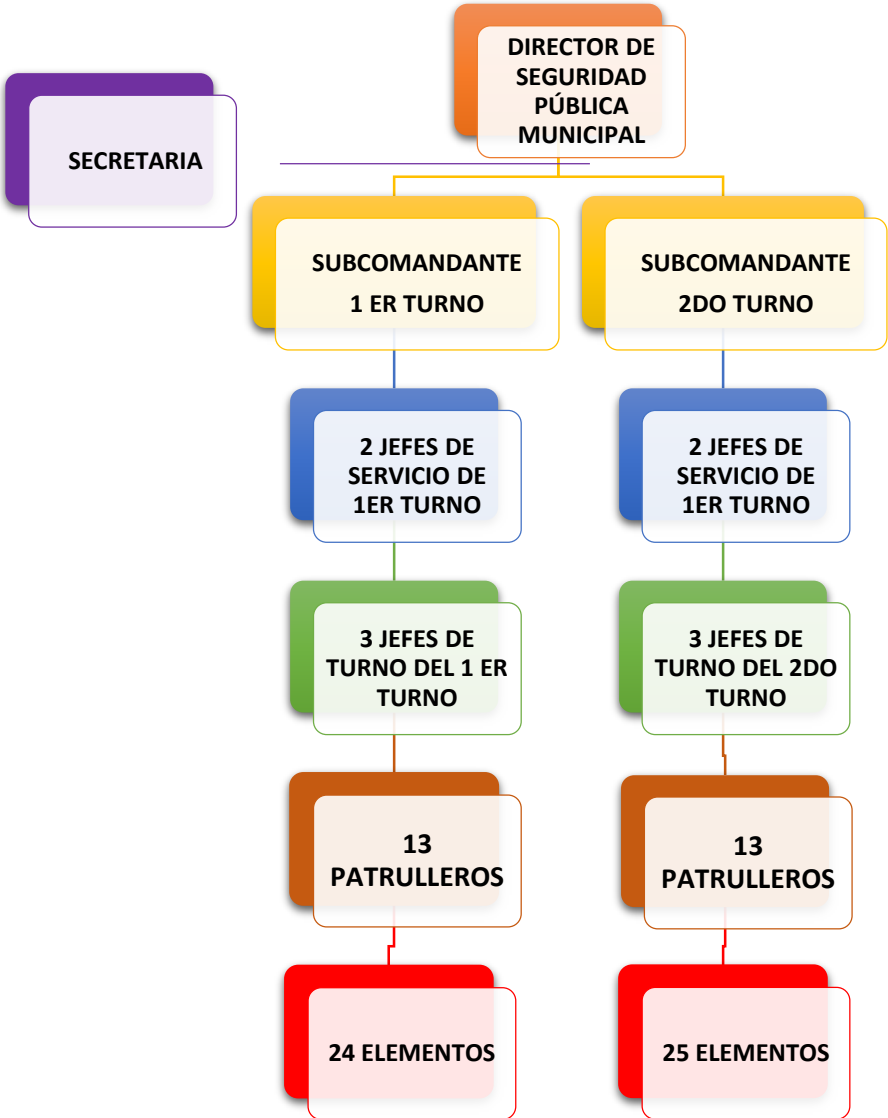 DIRECTOR DE
SEGURIDAD
PÚBLICA
MUNICIPAL
SECRETARIA
SUBCOMANDANTE
1 ER TURNO
SUBCOMANDANTE
2DO TURNO
2 JEFES DE
SERVICIO DE
1ER TURNO
2 JEFES DE
SERVICIO DE
1ER TURNO
3 JEFES DE
TURNO DEL 1 ER
TURNO
3 JEFES DE
TURNO DEL 2DO
TURNO
13
PATRULLEROS
13
PATRULLEROS
24 ELEMENTOS
25 ELEMENTOS